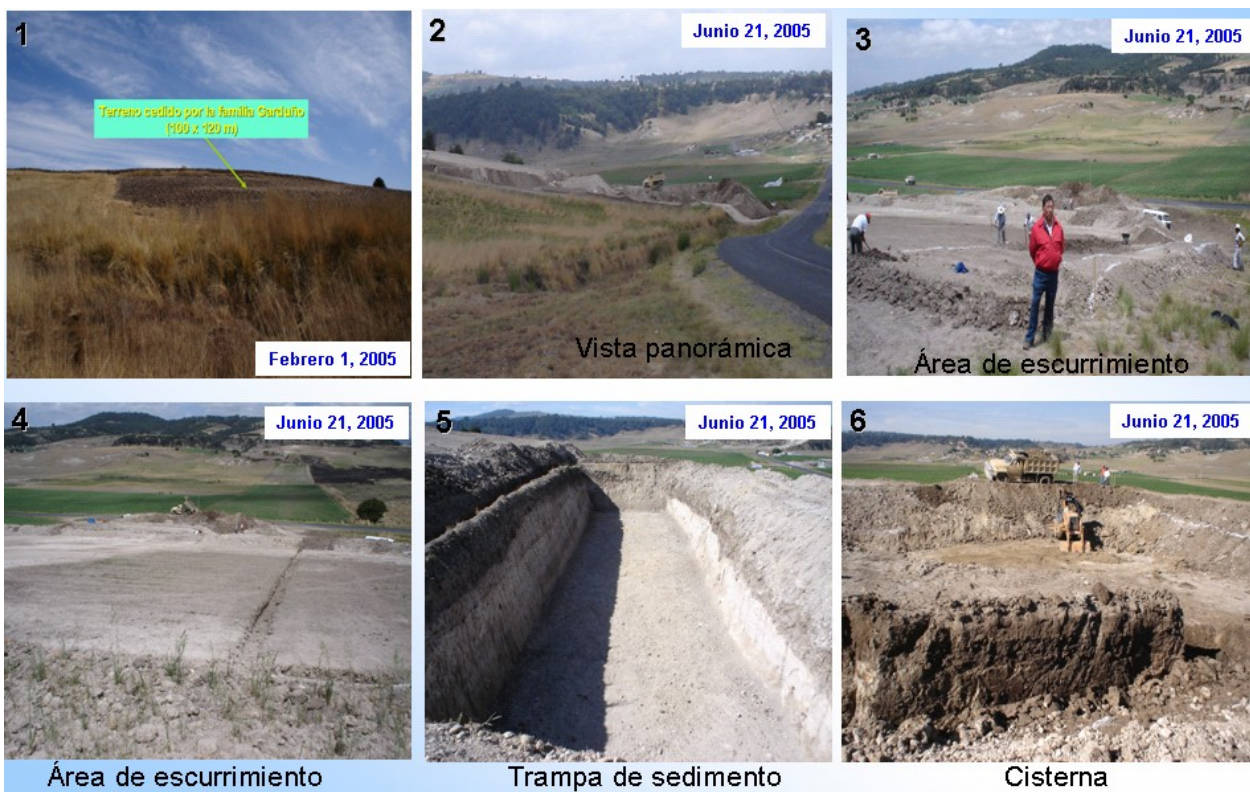 1
Terreno cedido por la familia Garduño
(100 x 120 m)
Febrero 1, 2005
2
Junio 21, 2005
Vista panorámica
3
Junio 21, 2005
Área de escurrimiento
4
Junio 21, 2005
Área de escurrimiento
5
Junio 21, 2005
Trampa de sedimento
6
Junio 21, 2005
Cisterna